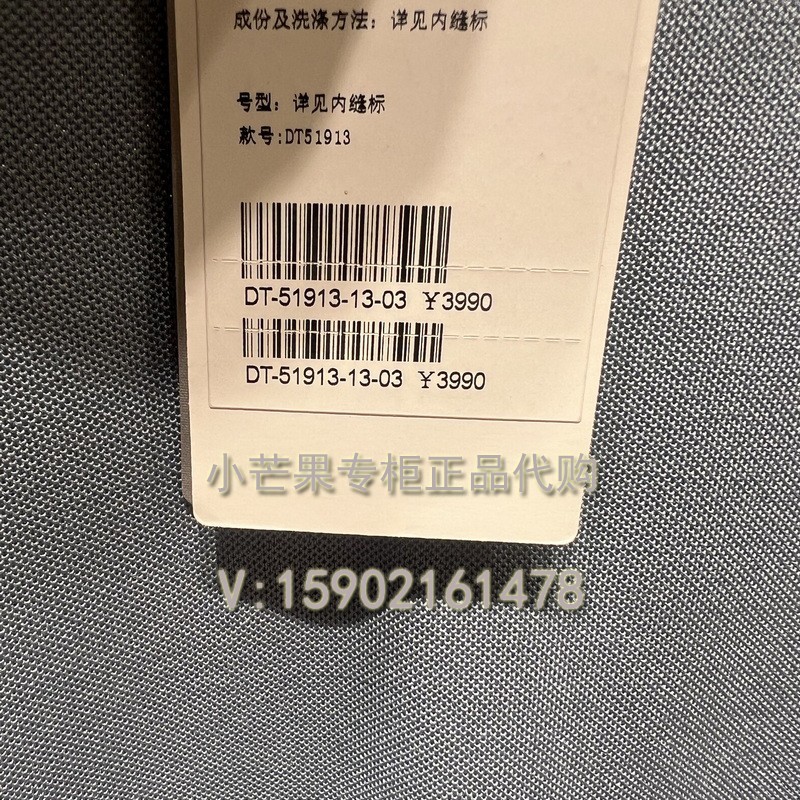 成份及洗涤方法: 详见内缝标
号型: 详见内缝标
款号:DT51913
DT-51913-13-03 ￥3990
DT-51913-13-03 ￥3990
小芒果专柜正品代购
V:15902161478